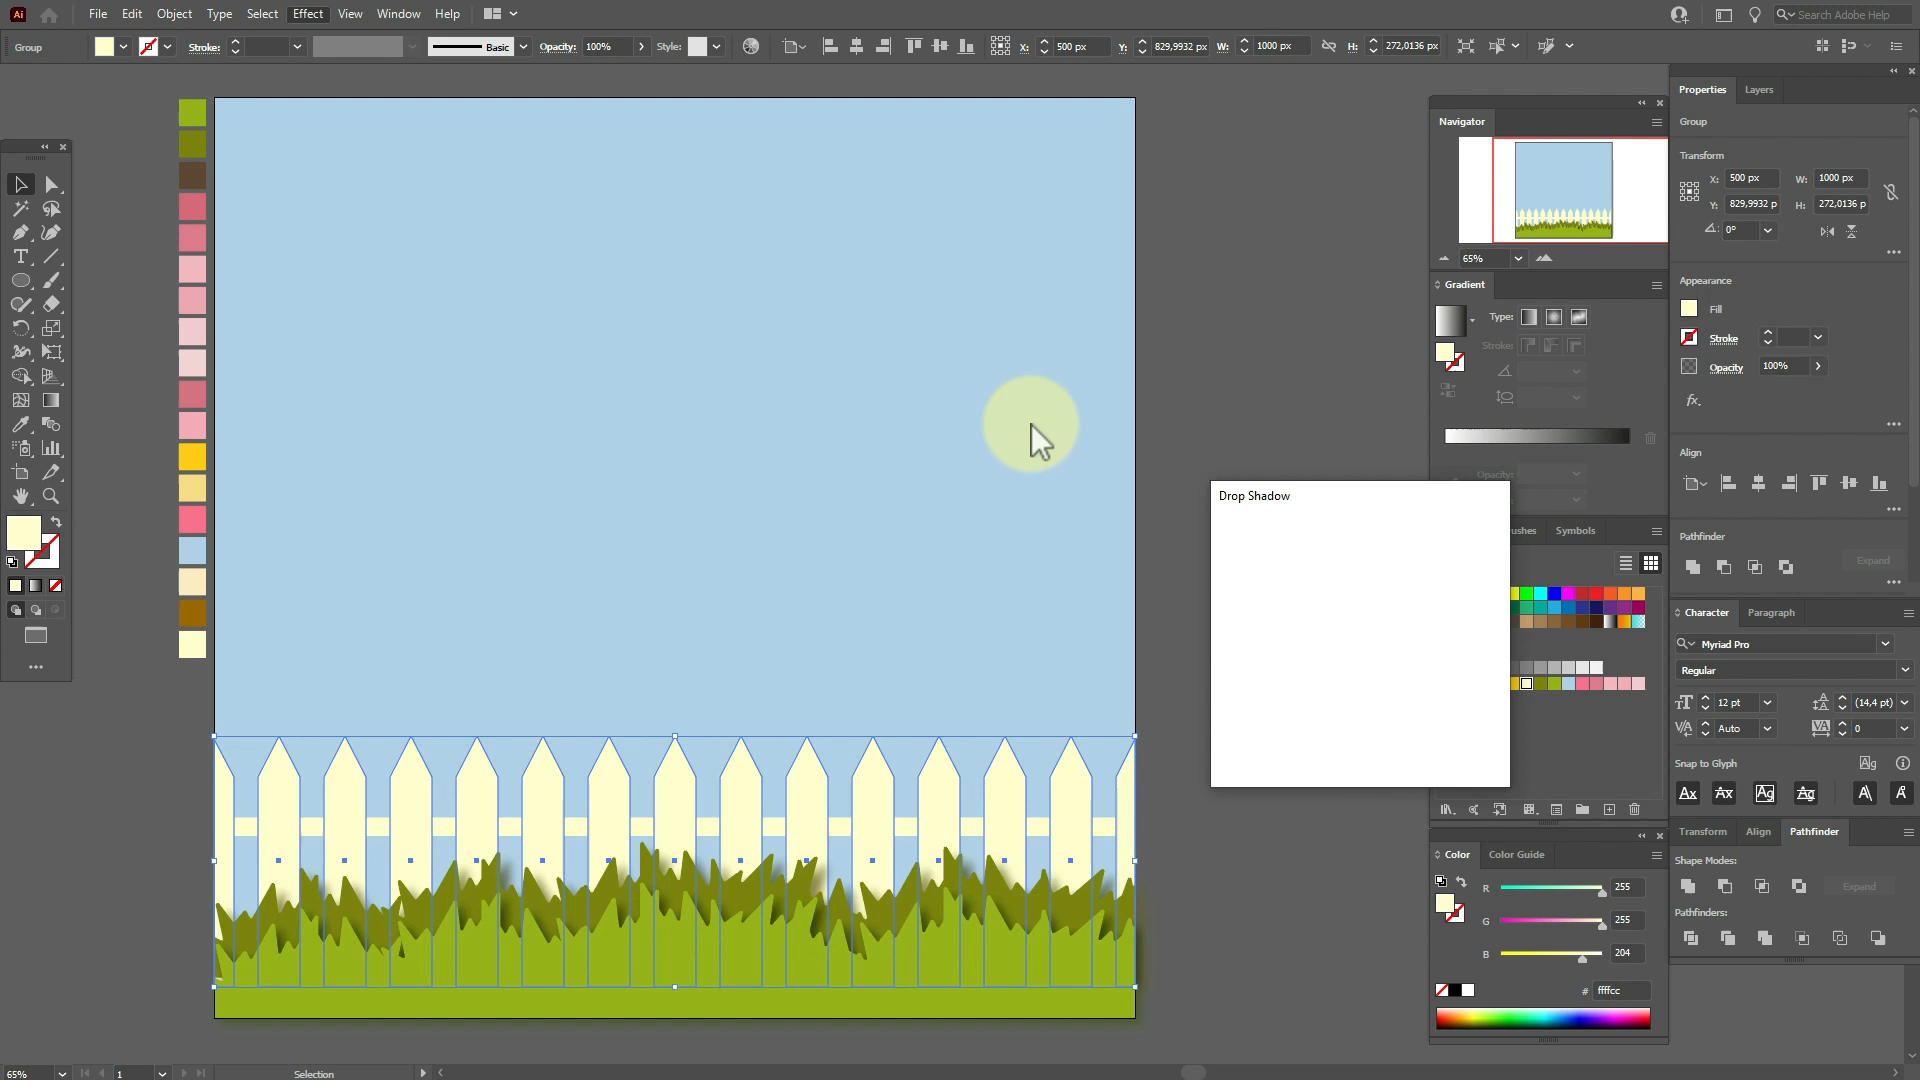 Ai File Edit Object Type Select Effect View Window Help Search Adobe Help
Group Stroke: Basic Opacity: 100% Style: X: 500 px Y: 829,9932 px W: 1000 px H: 272,0136 px
Properties Layers
Group
Transform
X: 500 px W: 1000 px
Y: 829,9932 p H: 272,0136 p
0°
Appearance
Fill
Stroke
Opacity 100%
fx.
Align
Pathfinder
Expand
Character Paragraph
Myriad Pro
Regular
12 pt (14,4 pt)
Auto 0
Snap to Glyph
Transform Align Pathfinder
Shape Modes:
Expand
Pathfinders:
Navigator
65%
Gradient
Type:
Stroke:
Opacity:
Drop Shadow
ushes Symbols
Color Color Guide
R 255
G 255
B 204
# ffffcc
65% 1 Selection